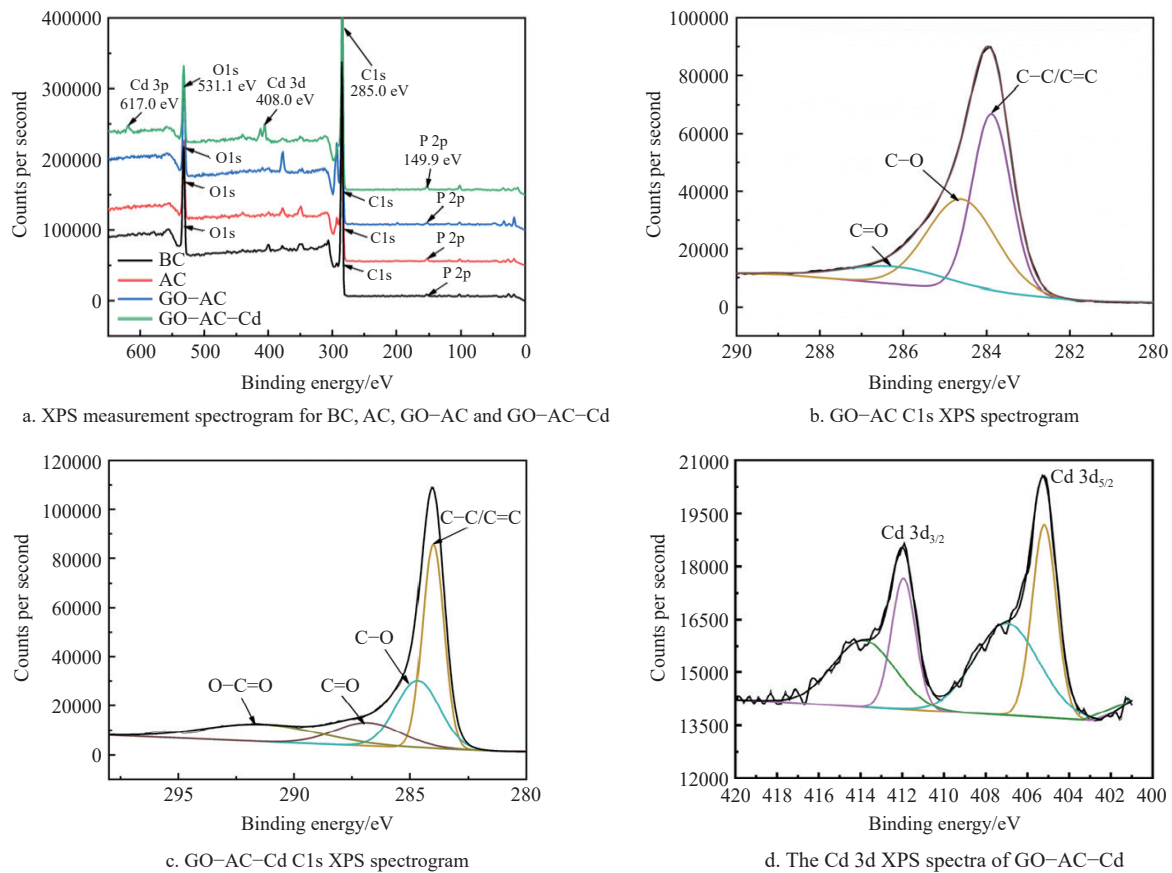 400000
350000
300000
200000
150000
100000
50000
0
Counts per second
Cd 3p
617.0 eV
O1s
531.1 eV
Cd 3d
408.0 eV
C1s
285.0 eV
P 2p
149.9 eV
O1s
O1s
O1s
C1s
C1s
C1s
P 2p
P 2p
P 2p
BC
AC
GO−AC
GO−AC−Cd
600 500 400 300 200 100 0
Binding energy/eV
a. XPS measurement spectrogram for BC, AC, GO−AC and GO−AC−Cd
100000
80000
60000
40000
20000
0
Counts per second
C−C/C=C
C−O
C=O
290 288 286 284 282 280
Binding energy/eV
b. GO−AC C1s XPS spectrogram
120000
100000
80000
60000
40000
20000
0
Counts per second
C−C/C=C
C−O
C=O
O−C=O
295 290 284 280
Binding energy/eV
c. GO−AC−Cd C1s XPS spectrogram
21000
19500
18000
16500
15000
13500
12000
Counts per second
Cd 3d5/2
Cd 3d3/2
420 418 416 414 412 410 408 406 404 402 400
Binding energy/eV
d. The Cd 3d XPS spectra of GO−AC−Cd